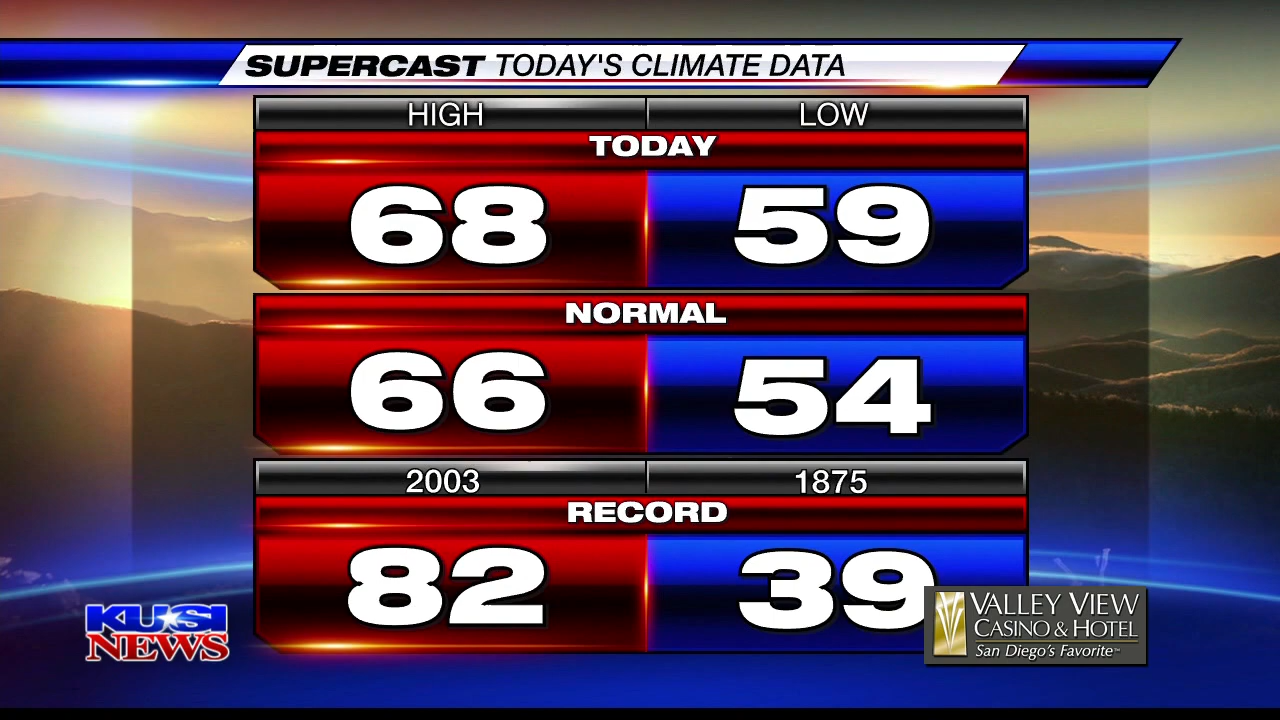 SUPERCAST TODAY'S CLIMATE DATA
HIGH LOW
TODAY
68 59
NORMAL
66 54
2003 1875
RECORD
82 39
KUSI
NEWS
VALLEY VIEW
CASINO & HOTEL
San Diego's Favorite™